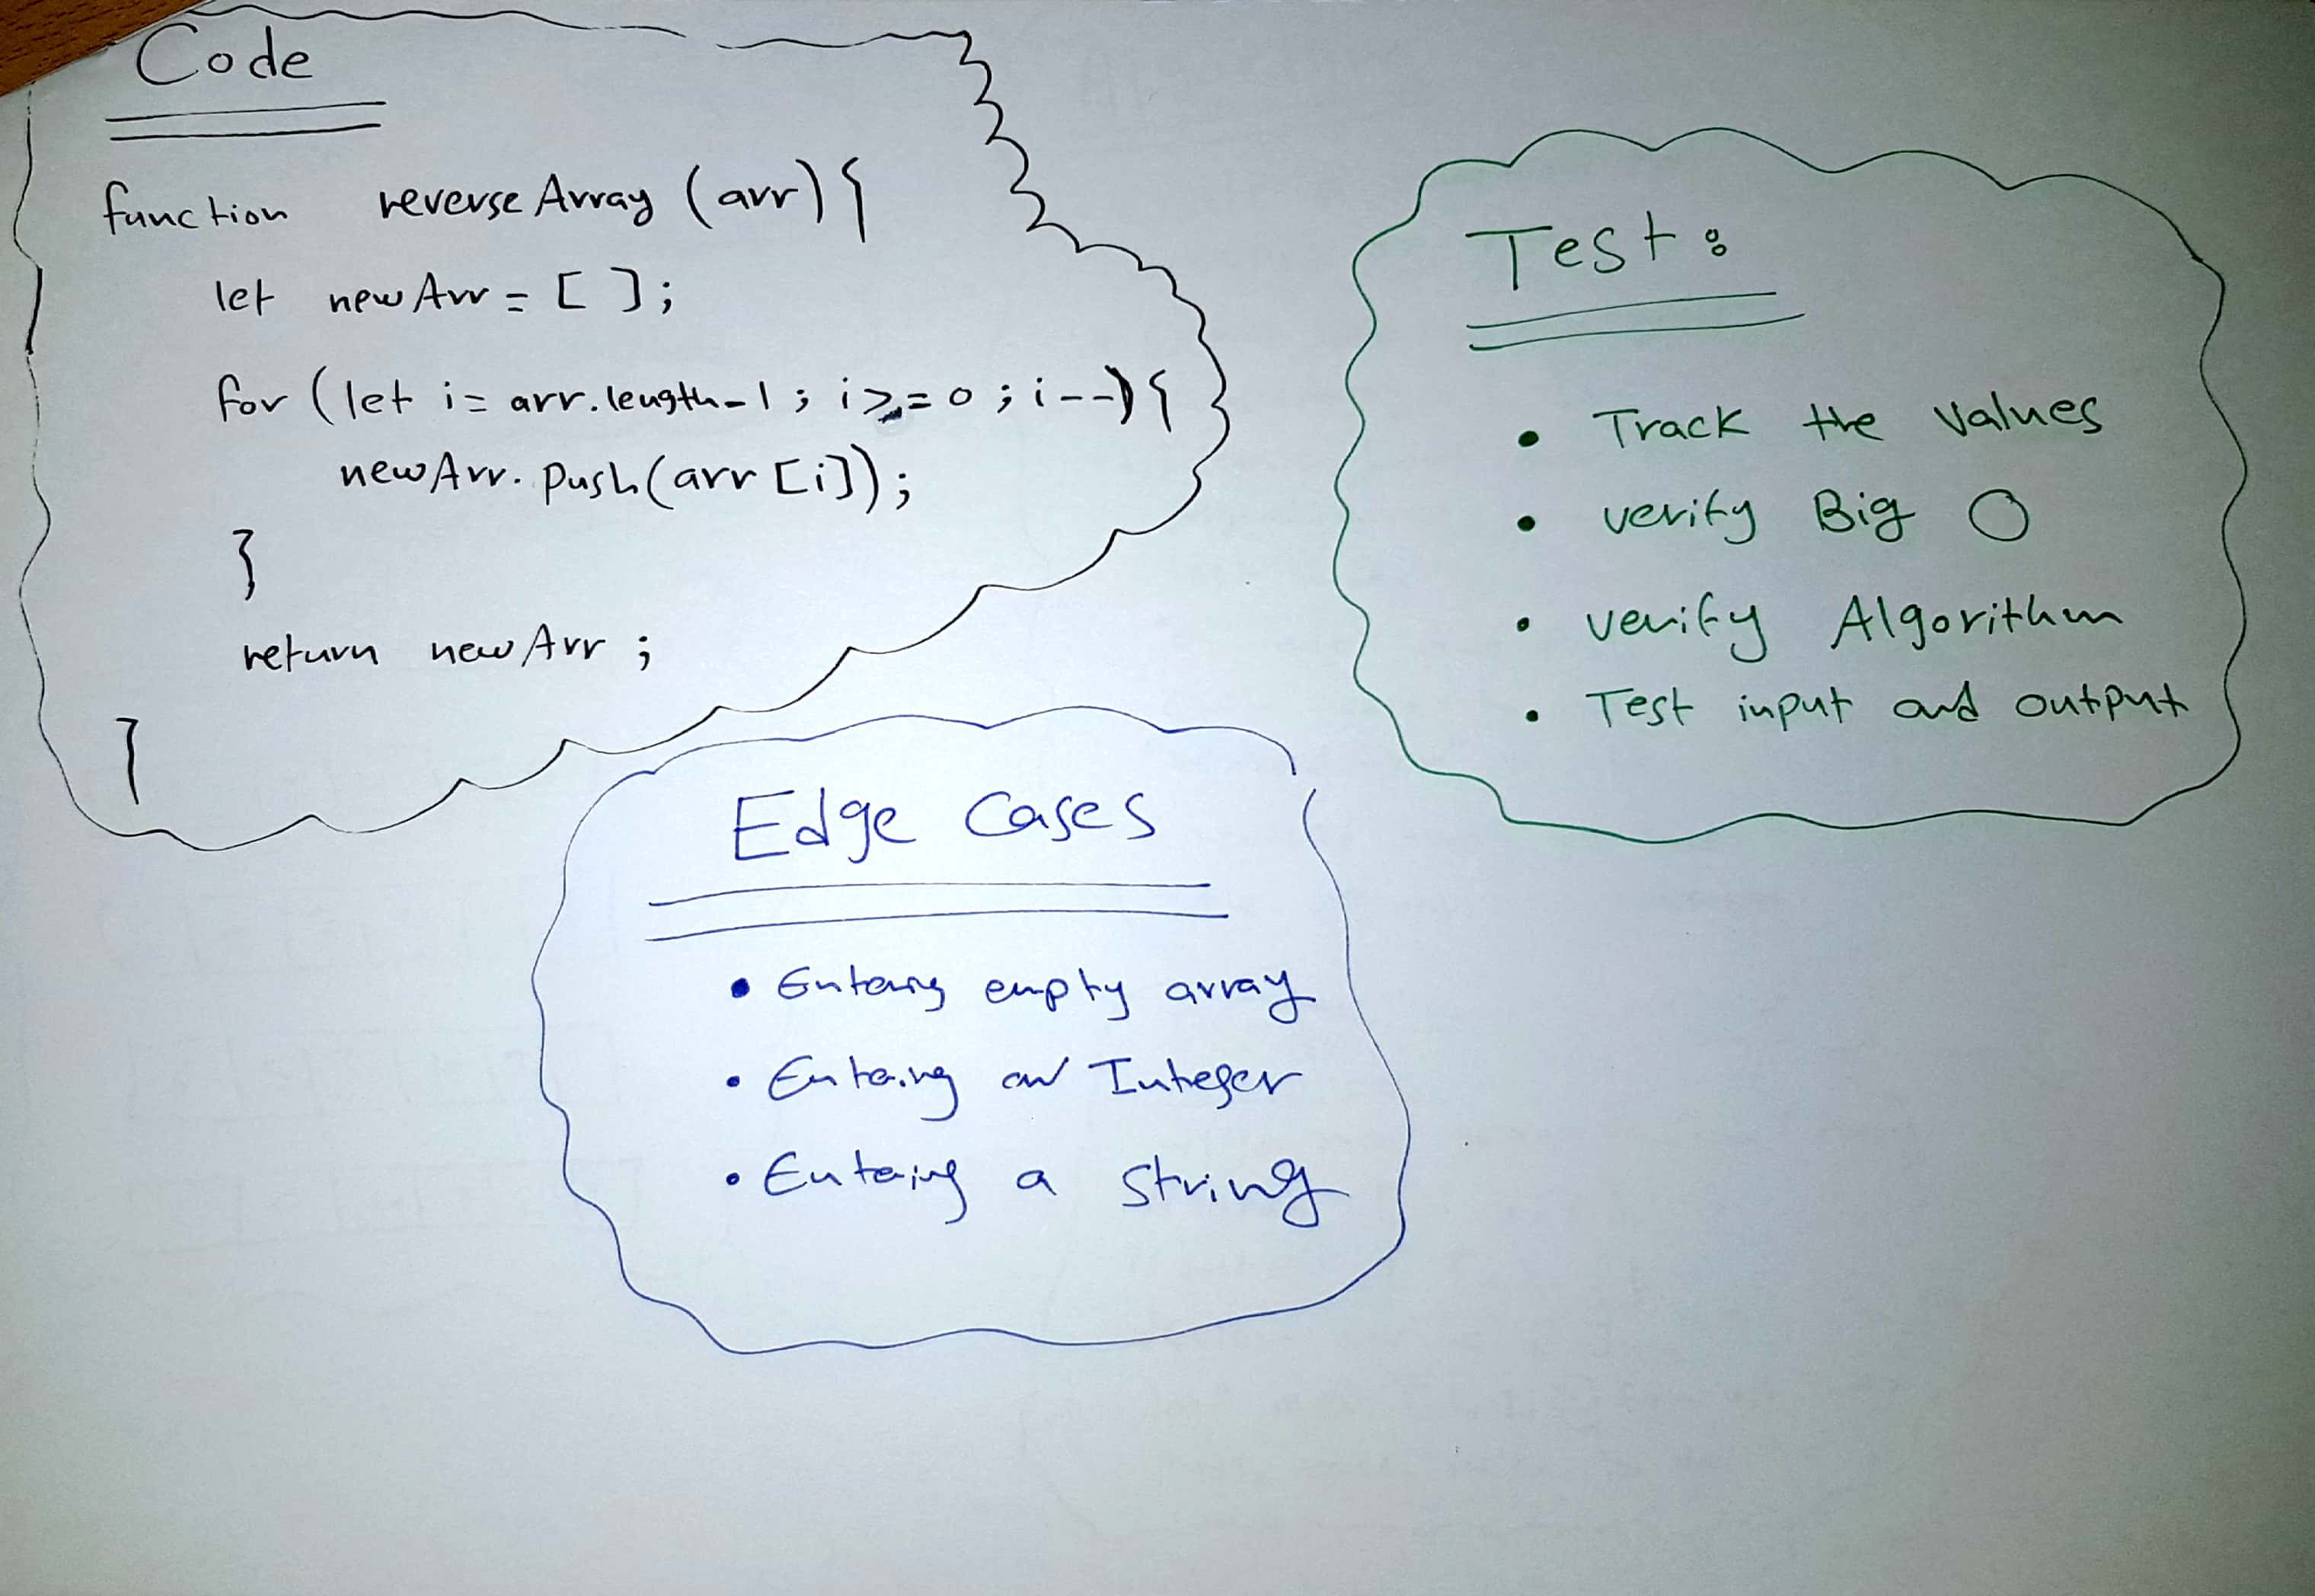 Code
function reverseArray (arr) {
let newArr = [ ];
for ( let i = arr.length-1 ; i >= 0 ; i--) {
newArr.push(arr [i]);
}
return newArr ;
}
Test:
• Track the values
• verify Big O
• verify Algorithm
• Test input and output
Edge cases
• Entering empty array
• Entering an Integer
• Entering a string